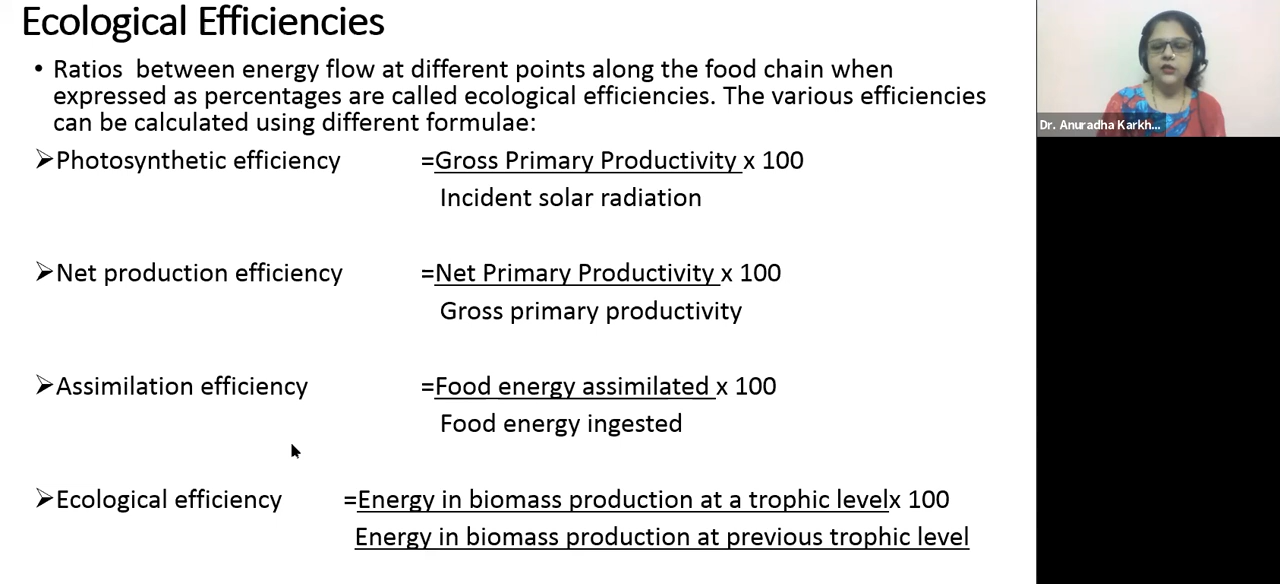 Ecological Efficiencies
• Ratios between energy flow at different points along the food chain when
expressed as percentages are called ecological efficiencies. The various efficiencies
can be calculated using different formulae:
➢Photosynthetic efficiency =Gross Primary Productivity x 100
Incident solar radiation
➢Net production efficiency =Net Primary Productivity x 100
Gross primary productivity
➢Assimilation efficiency =Food energy assimilated x 100
Food energy ingested
➢Ecological efficiency =Energy in biomass production at a trophic levelx 100
Energy in biomass production at previous trophic level
Dr. Anuradha Karkh...